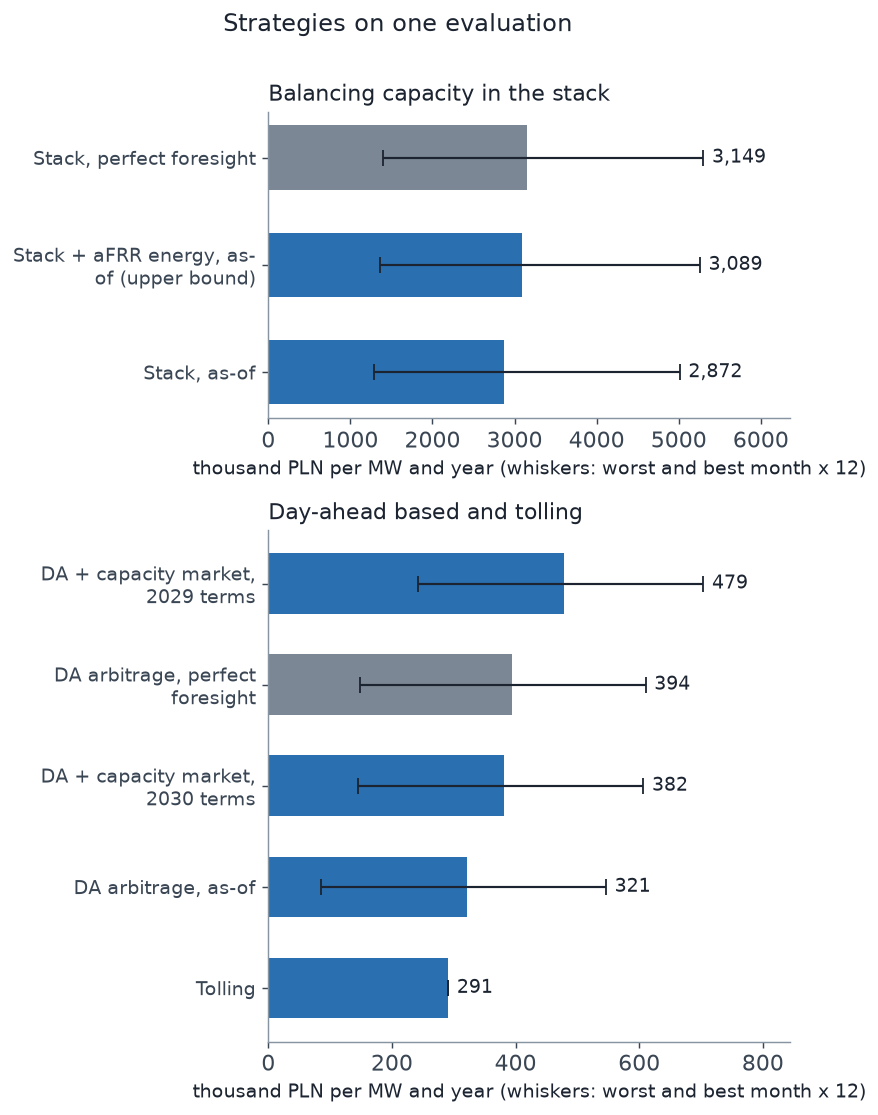 Strategies on one evaluation
Balancing capacity in the stack
Stack, perfect foresight
3,149
Stack + aFRR energy, as-
of (upper bound)
3,089
Stack, as-of
2,872
0 1000 2000 3000 4000 5000 6000
thousand PLN per MW and year (whiskers: worst and best month x 12)
Day-ahead based and tolling
DA + capacity market,
2029 terms
479
DA arbitrage, perfect
foresight
394
DA + capacity market,
2030 terms
382
DA arbitrage, as-of
321
Tolling
291
0 200 400 600 800
thousand PLN per MW and year (whiskers: worst and best month x 12)